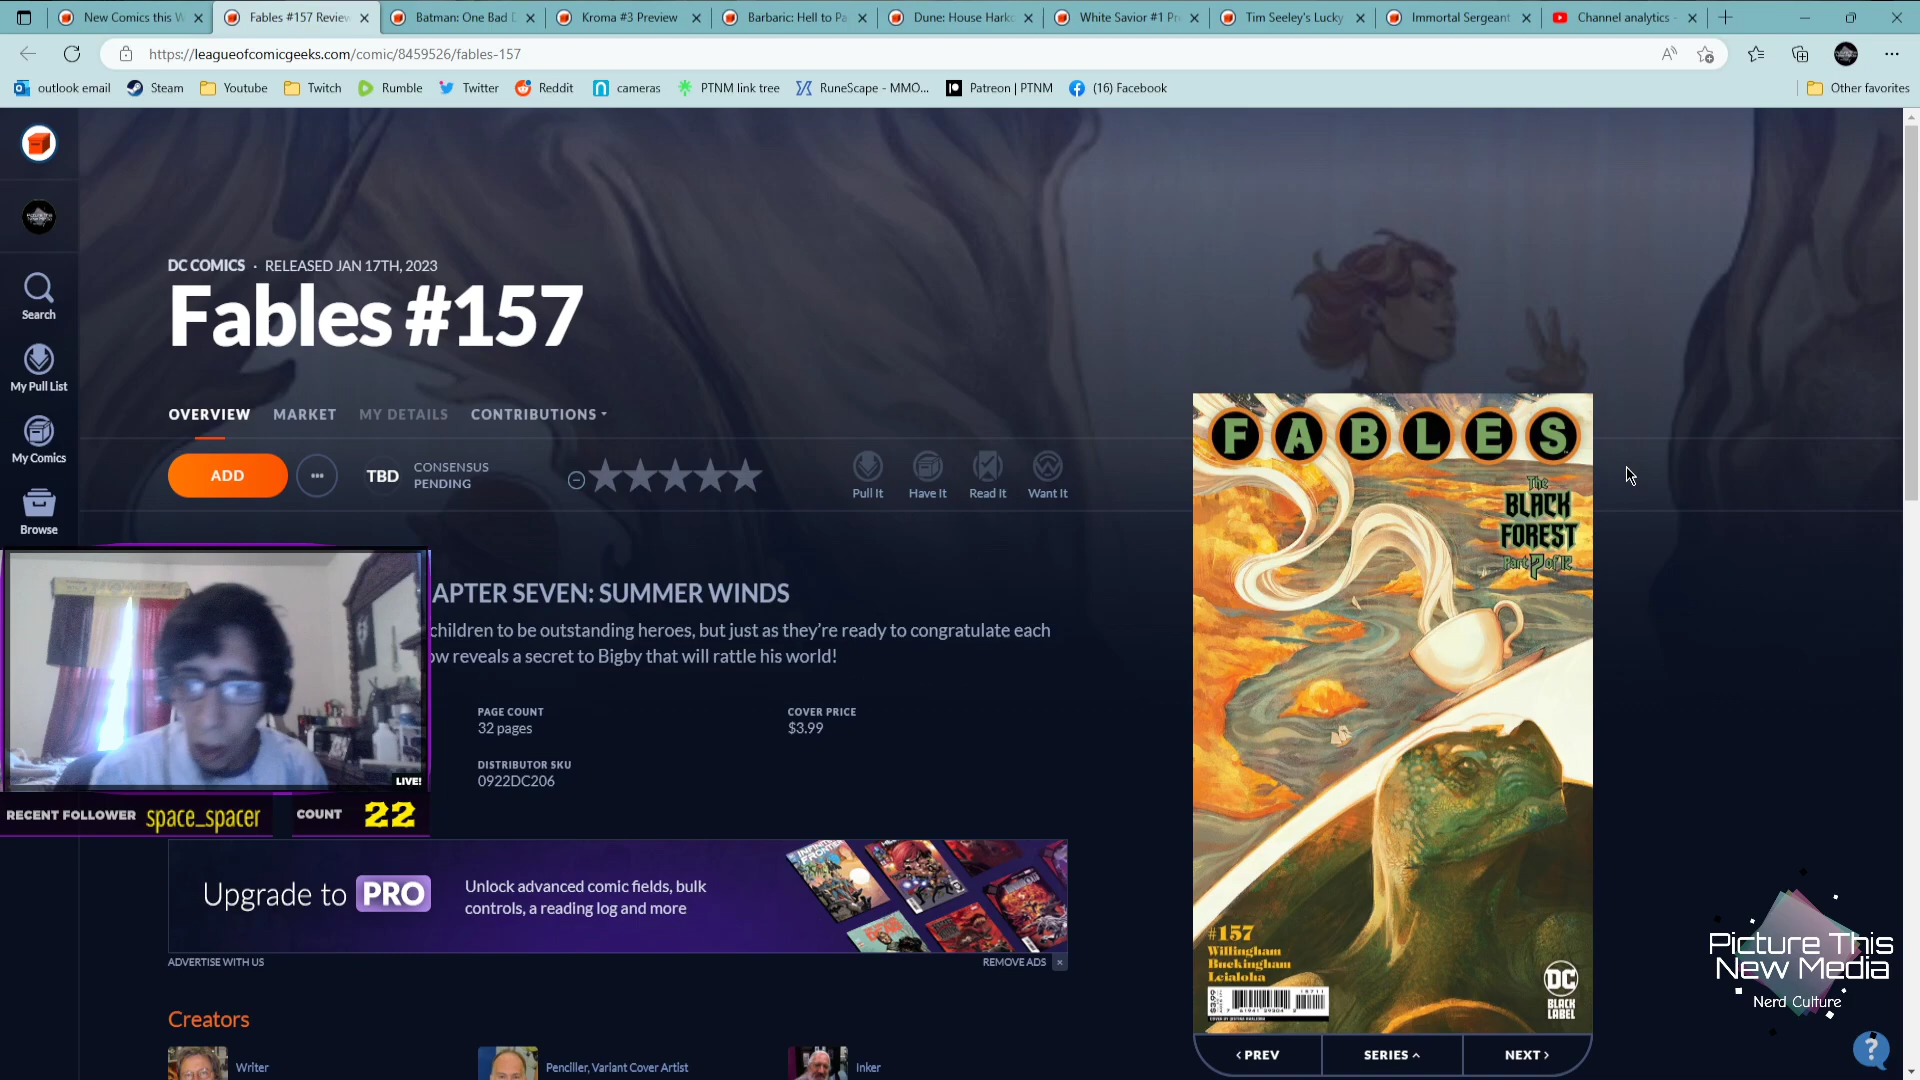 New Comics this W
Fables #157 Review
Batman: One Bad D
Kroma #3 Preview
Barbaric: Hell to Pa
Dune: House Harko
White Savior #1 Pr
Tim Seeley's Lucky
Immortal Sergeant
Channel analytics -
https://leagueofcomicgeeks.com/comic/8459526/fables-157
outlook email
Steam
Youtube
Twitch
Rumble
Twitter
Reddit
cameras
PTNM link tree
RuneScape - MMO...
Patreon | PTNM
(16) Facebook
Other favorites
Search
My Pull List
My Comics
Browse
DC COMICS · RELEASED JAN 17TH, 2023
Fables #157
OVERVIEW MARKET MY DETAILS CONTRIBUTIONS
ADD
TBD
CONSENSUS
PENDING
Pull It
Have It
Read It
Want It
APTER SEVEN: SUMMER WINDS
children to be outstanding heroes, but just as they're ready to congratulate each
ow reveals a secret to Bigby that will rattle his world!
PAGE COUNT
32 pages
COVER PRICE
$3.99
DISTRIBUTOR SKU
0922DC206
LIVE!
RECENT FOLLOWER space_spacer COUNT 22
Upgrade to PRO
Unlock advanced comic fields, bulk
controls, a reading log and more
ADVERTISE WITH US
REMOVE ADS ×
Creators
Writer
Penciller, Variant Cover Artist
Inker
FABLES
The
BLACK
FOREST
Part 7 of 12
#157
Willingham
Buckingham
Leialoha
DC
BLACK
LABEL
PREV
SERIES
NEXT
Picture This
New Media
Nerd Culture
?